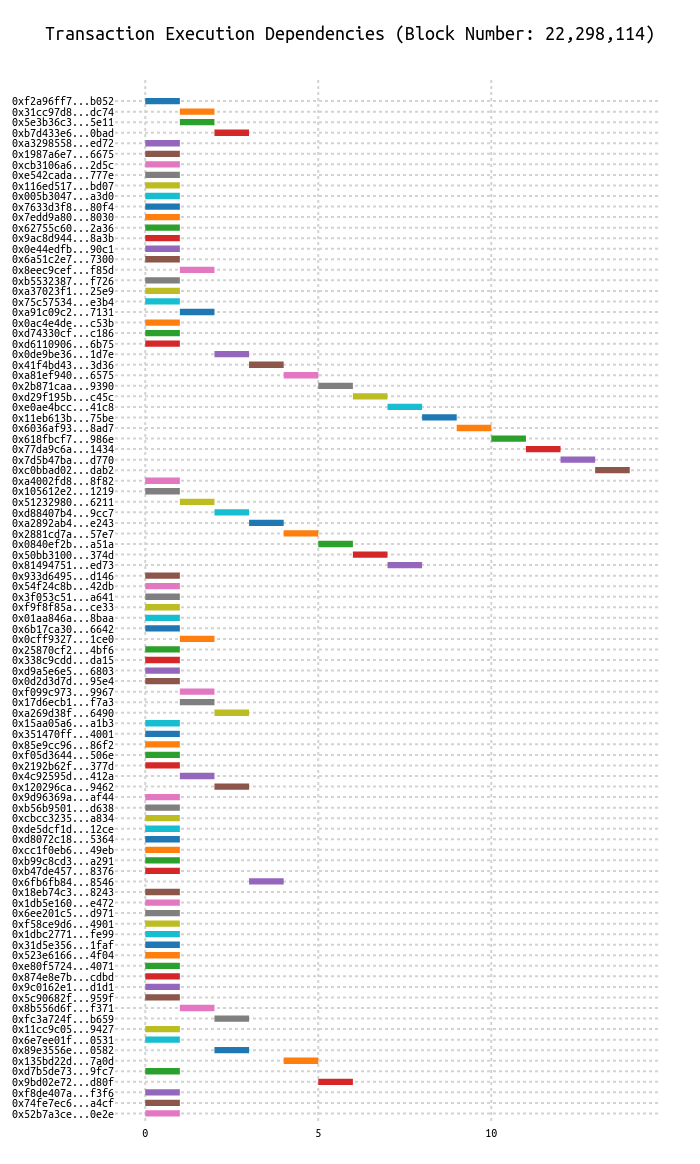 Transaction Execution Dependencies (Block Number: 22,298,114)
0xf2a96ff7...b052
0x31cc97d8...dc74
0x5e3b36c3...5e11
0xb7d433e6...0bad
0xa3298558...ed72
0x1987a6e7...6675
0xcb3106a6...2d5c
0xe542cada...777e
0x116ed517...bd07
0x005b3047...a3d0
0x7633d3f8...80f4
0x7edd9a80...8030
0x62755c60...2a36
0x9ac8d944...8a3b
0x0e44edfb...90c1
0x6a51c2e7...7300
0x8eec9cef...f85d
0xb5532387...f726
0xa37023f1...25e9
0x75c57534...e3b4
0xa91c09c2...7131
0x0ac4e4de...c53b
0xd74330cf...c186
0xd6110906...6b75
0x0de9be36...1d7e
0x41f4bd43...3d36
0xa81ef940...6575
0x2b871caa...9390
0xd29f195b...c45c
0xe0ae4bcc...41c8
0x11eb613b...75be
0x6036af93...8ad7
0x618fbcf7...986e
0x77da9c6a...1434
0x7d5b47ba...d770
0xc0bbad02...dab2
0xa4002fd8...8f82
0x105612e2...1219
0x51232980...6211
0xd88407b4...9cc7
0xa2892ab4...e243
0x2881cd7a...57e7
0x0840ef2b...a51a
0x50bb3100...374d
0x81494751...ed73
0x933d6495...d146
0x54f24c8b...42db
0x3f053c51...a641
0xf9f8f85a...ce33
0x01aa846a...8baa
0x6b17ca30...6642
0x0cff9327...1ce0
0x25870cf2...4bf6
0x338c9cdd...da15
0xd9a5e6e5...6803
0x0d2d3d7d...95e4
0xf099c973...9967
0x17d6ecb1...f7a3
0xa269d38f...6490
0x15aa05a6...a1b3
0x351470ff...4001
0x85e9cc96...86f2
0xf05d3644...506e
0x2192b62f...377d
0x4c92595d...412a
0x120296ca...9462
0x9d96369a...af44
0xb56b9501...d638
0xcbcc3235...a834
0xde5dcf1d...12ce
0xd8072c18...5364
0xcc1f0eb6...49eb
0xb99c8cd3...a291
0xb47de457...8376
0x6fb6fb84...8546
0x18eb74c3...8243
0x1db5e160...e472
0x6ee201c5...d971
0xf58ce9d6...4901
0x1dbc2771...fe99
0x31d5e356...1faf
0x523e6166...4f04
0xe80f5724...4071
0x874e8e7b...cdbd
0x9c0162e1...d1d1
0x5c90682f...959f
0x8b556d6f...f371
0xfc3a724f...b659
0x11cc9c05...9427
0x6e7ee01f...0531
0x89e3556e...0582
0x135bd22d...7a0d
0xd7b5de73...9fc7
0x9bd02e72...d80f
0xf8de407a...f3f6
0x74fe7ec6...a4cf
0x52b7a3ce...0e2e
0 5 10